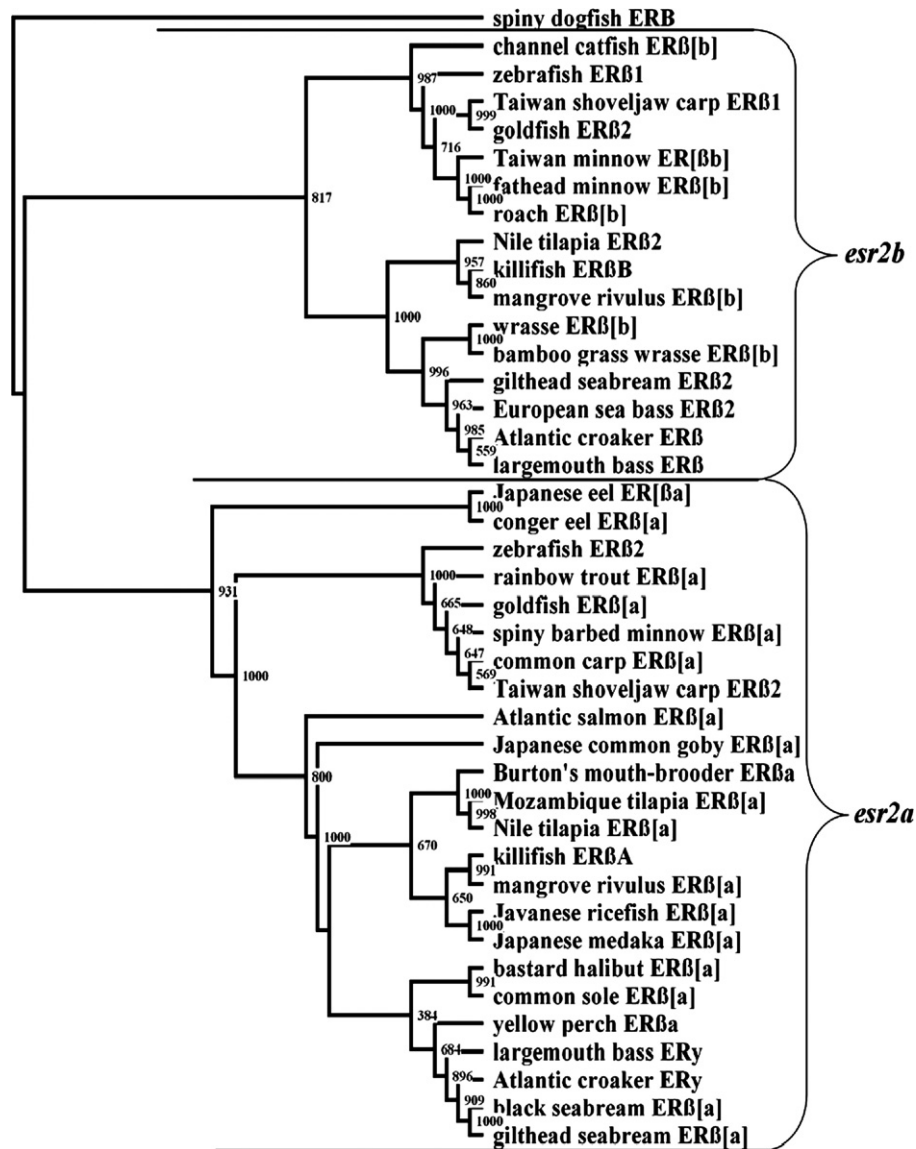 spiny dogfish ERB
channel catfish ERß[b]
987
zebrafish ERß1
Taiwan shoveljaw carp ERß1
1000
999
goldfish ERß2
716
Taiwan minnow ER[ßb]
1000
fathead minnow ERß[b]
1000
817
roach ERß[b]
Nile tilapia ERß2
957
killifish ERßB
esr2b
860
mangrove rivulus ERß[b]
1000
wrasse ERß[b]
1000
bamboo grass wrasse ERß[b]
996
gilthead seabream ERß2
963
European sea bass ERß2
985
Atlantic croaker ERß
559
largemouth bass ERß
Japanese eel ER[ßa]
1000
conger eel ERß[a]
zebrafish ERß2
1000
rainbow trout ERß[a]
931
665
goldfish ERß[a]
648
spiny barbed minnow ERß[a]
647
common carp ERß[a]
1000
569
Taiwan shoveljaw carp ERß2
Atlantic salmon ERß[a]
Japanese common goby ERß[a]
800
Burton's mouth-brooder ERßa
1000
Mozambique tilapia ERß[a]
998
esr2a
Nile tilapia ERß[a]
1000
670
killifish ERßA
991
mangrove rivulus ERß[a]
650
Javanese ricefish ERß[a]
1000
Japanese medaka ERß[a]
bastard halibut ERß[a]
991
common sole ERß[a]
384
yellow perch ERßa
684
largemouth bass ERy
896
Atlantic croaker ERy
909
black seabream ERß[a]
1000
gilthead seabream ERß[a]